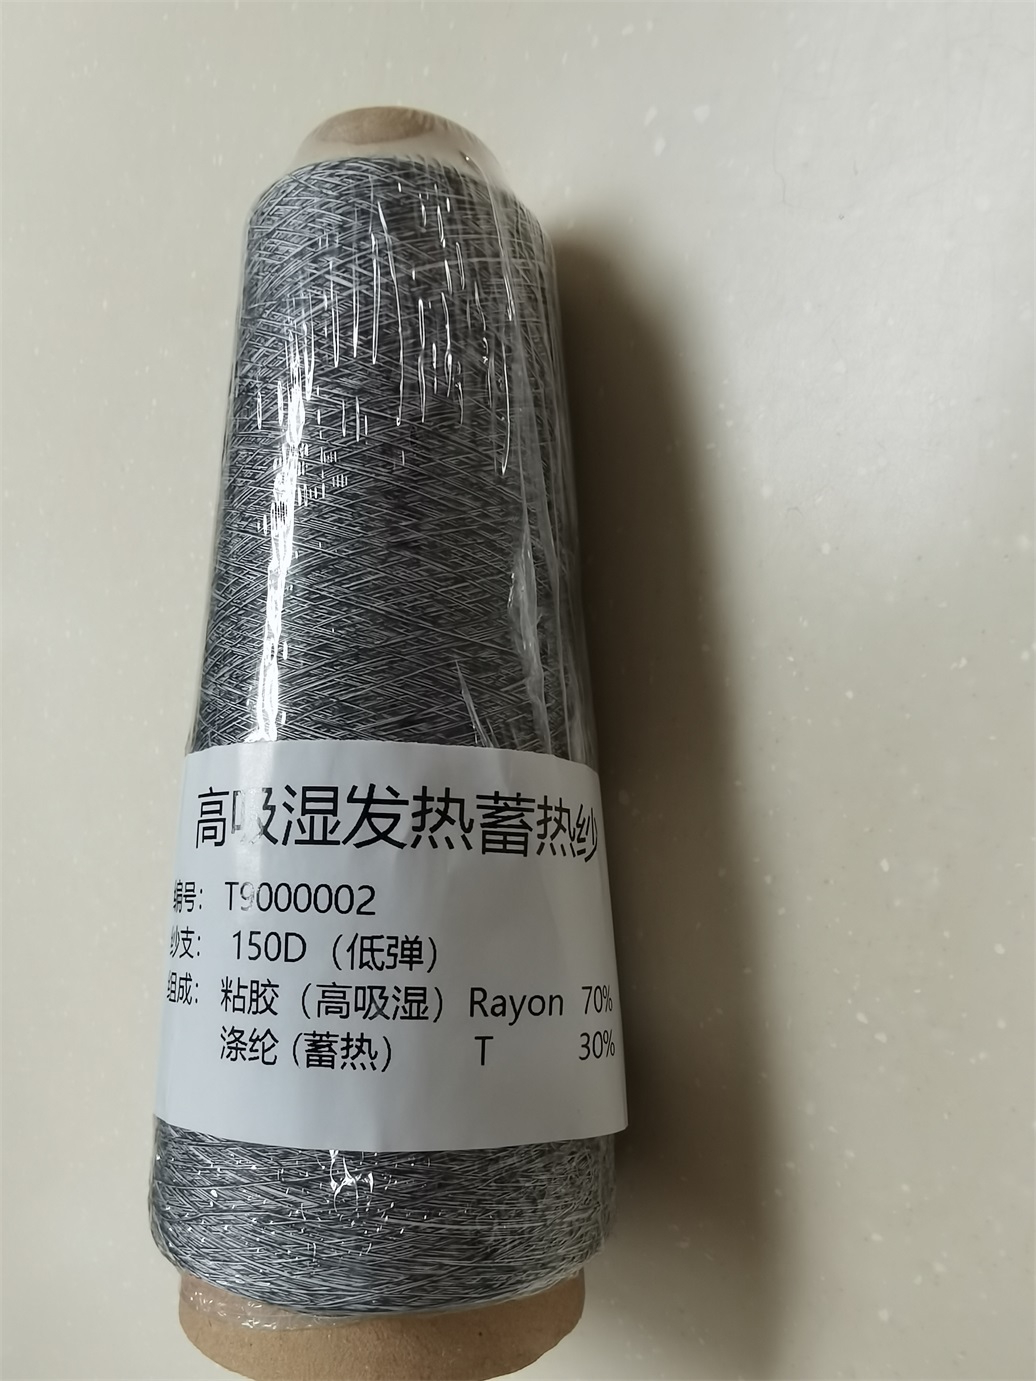 高吸湿发热蓄热纱
编号： T9000002
纱支： 150D（低弹）
组成： 粘胶（高吸湿）Rayon 70%
涤纶（蓄热） T 30%